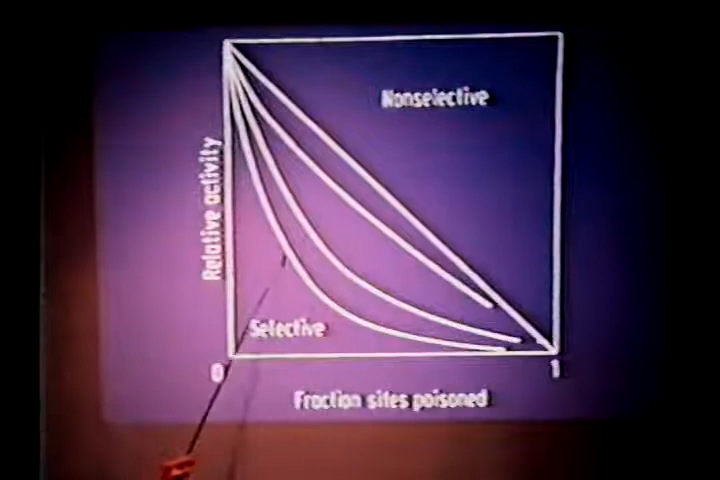 Nonselective
Relative activity
Selective
0
1
Fraction sites poisoned